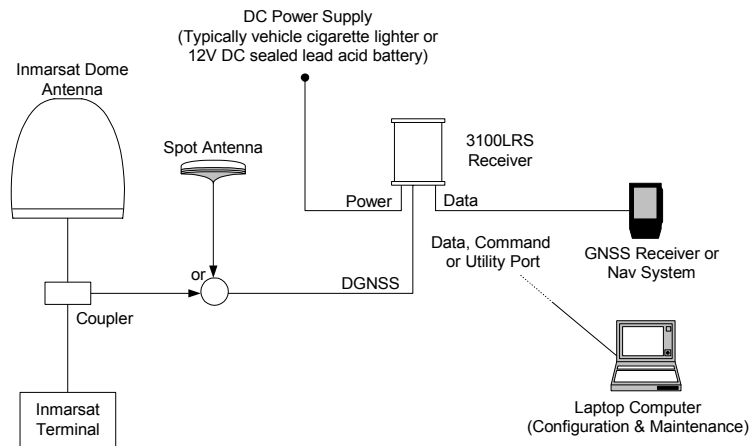 DC Power Supply
(Typically vehicle cigarette lighter or
12V DC sealed lead acid battery)
Inmarsat Dome
Antenna
Spot Antenna
3100LRS
Receiver
Power
Data
Data, Command
or Utility Port
GNSS Receiver or
Nav System
or
DGNSS
Coupler
Inmarsat
Terminal
Laptop Computer
(Configuration & Maintenance)